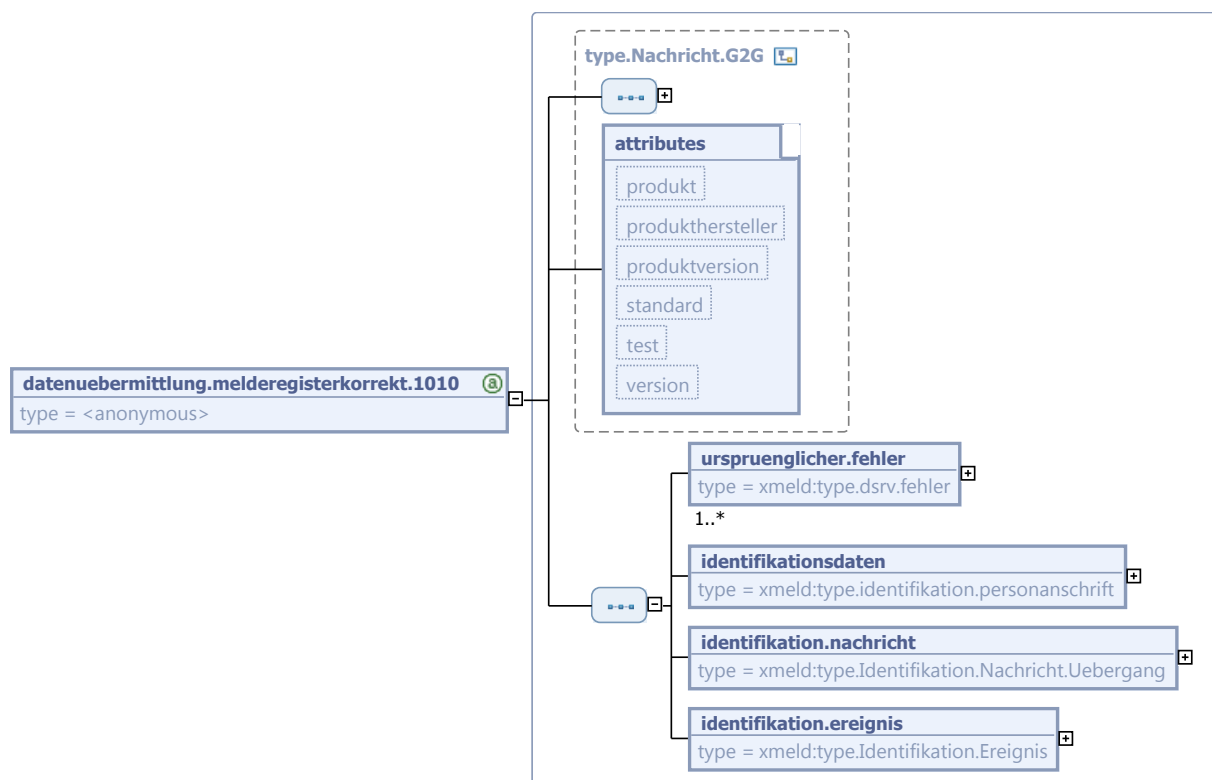 type.Nachricht.G2G
attributes
produkt
produkthersteller
produktversion
standard
test
version
datenuebermittlung.melderegisterkorrekt.1010
type = <anonymous>
urspruenglicher.fehler
type = xmeld:type.dsrv.fehler
1..*
identifikationsdaten
type = xmeld:type.identifikation.personanschrift
identifikation.nachricht
type = xmeld:type.Identifikation.Nachricht.Uebergang
identifikation.ereignis
type = xmeld:type.Identifikation.Ereignis